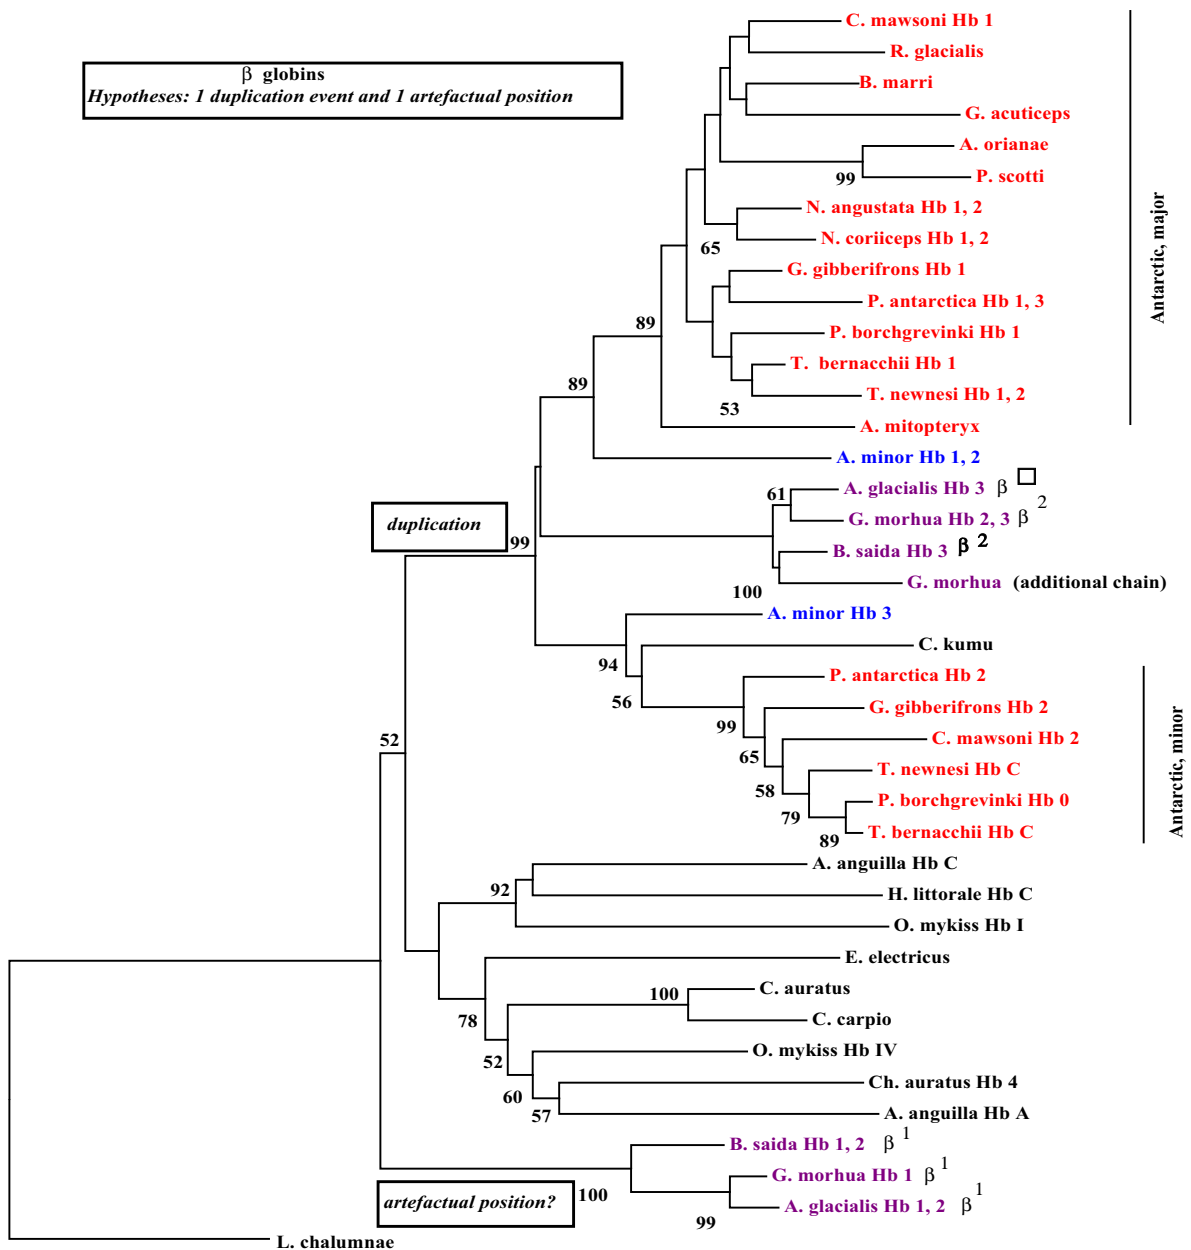 β globins
Hypotheses: 1 duplication event and 1 artefactual position
C. mawsoni Hb 1
R. glacialis
B. marri
G. acuticeps
A. orianae
99
P. scotti
N. angustata Hb 1, 2
65
N. coriiceps Hb 1, 2
G. gibberifrons Hb 1
P. antarctica Hb 1, 3
89
P. borchgrevinki Hb 1
T. bernacchii Hb 1
53
T. newnesi Hb 1, 2
A. mitopteryx
Antarctic, major
89
A. minor Hb 1, 2
61
A. glacialis Hb 3 β □
G. morhua Hb 2, 3 β 2
duplication
99
B. saida Hb 3 β 2
100
G. morhua (additional chain)
A. minor Hb 3
94
C. kumu
56
P. antarctica Hb 2
99
G. gibberifrons Hb 2
52
65
C. mawsoni Hb 2
58
T. newnesi Hb C
79
P. borchgrevinki Hb 0
89
T. bernacchii Hb C
Antarctic, minor
A. anguilla Hb C
92
H. littorale Hb C
O. mykiss Hb I
E. electricus
78
100
C. auratus
C. carpio
52
O. mykiss Hb IV
60
Ch. auratus Hb 4
57
A. anguilla Hb A
B. saida Hb 1, 2 β 1
artefactual position?
100
G. morhua Hb 1 β 1
99
A. glacialis Hb 1, 2 β 1
L. chalumnae